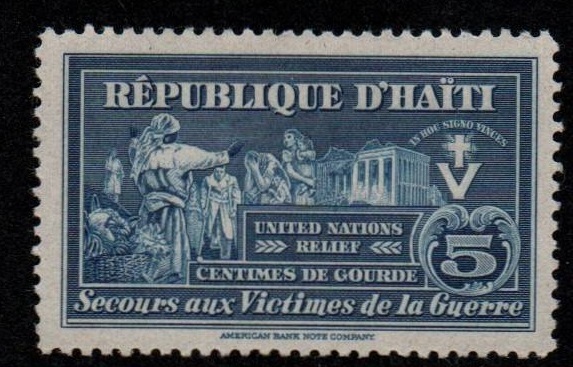 RÉPUBLIQUE D'HAÏTI
IN HOC SIGNO VINCES
V
UNITED NATIONS
RELIEF
CENTIMES DE GOURDE
5
Secours aux Victimes de la Guerre
AMERICAN BANK NOTE COMPANY.